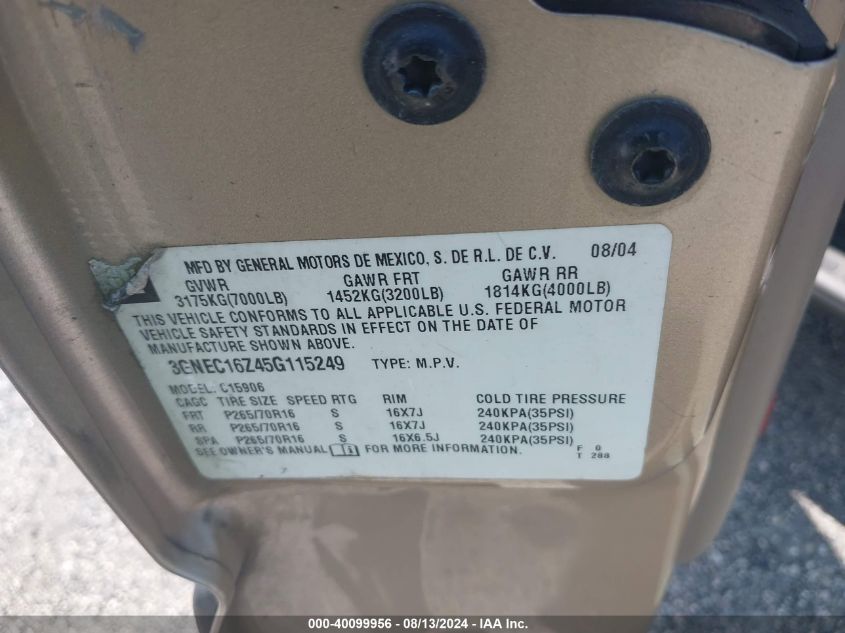 MFD BY GENERAL MOTORS DE MEXICO, S. DE R.L. DE C.V. 08/04
GVWR GAWR FRT GAWR RR
3175KG(7000LB) 1452KG(3200LB) 1814KG(4000LB)
THIS VEHICLE CONFORMS TO ALL APPLICABLE U.S. FEDERAL MOTOR
VEHICLE SAFETY STANDARDS IN EFFECT ON THE DATE OF
MANUFACTURE SHOWN ABOVE.
3GNEC16Z45G115249 TYPE: M.P.V.
MODEL: C15906
CAGC TIRE SIZE SPEED RTG RIM COLD TIRE PRESSURE
FRT P265/70R16 S 16X7J 240KPA(35PSI)
RR P265/70R16 S 16X7J 240KPA(35PSI)
SPA P265/70R16 S 16X6.5J 240KPA(35PSI)
SEE OWNER'S MANUAL FOR MORE INFORMATION. F 0
T 288
000-40099956 - 08/13/2024 - IAA Inc.